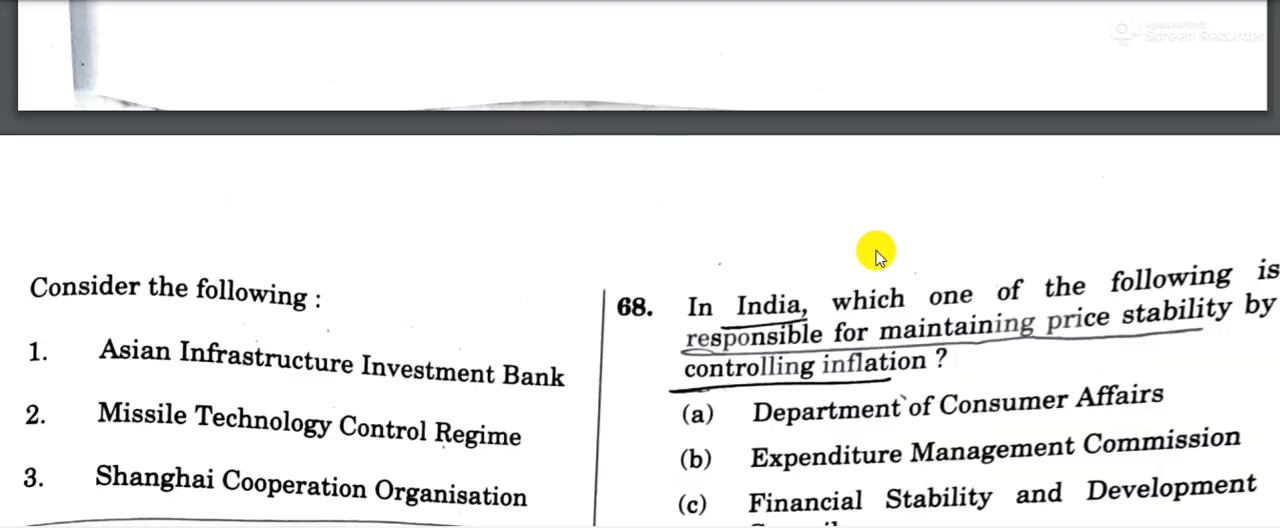 Screen Recorder
Consider the following :
1. Asian Infrastructure Investment Bank
2. Missile Technology Control Regime
3. Shanghai Cooperation Organisation
68. In India, which one of the following is
responsible for maintaining price stability by
controlling inflation ?
(a) Department of Consumer Affairs
(b) Expenditure Management Commission
(c) Financial Stability and Development